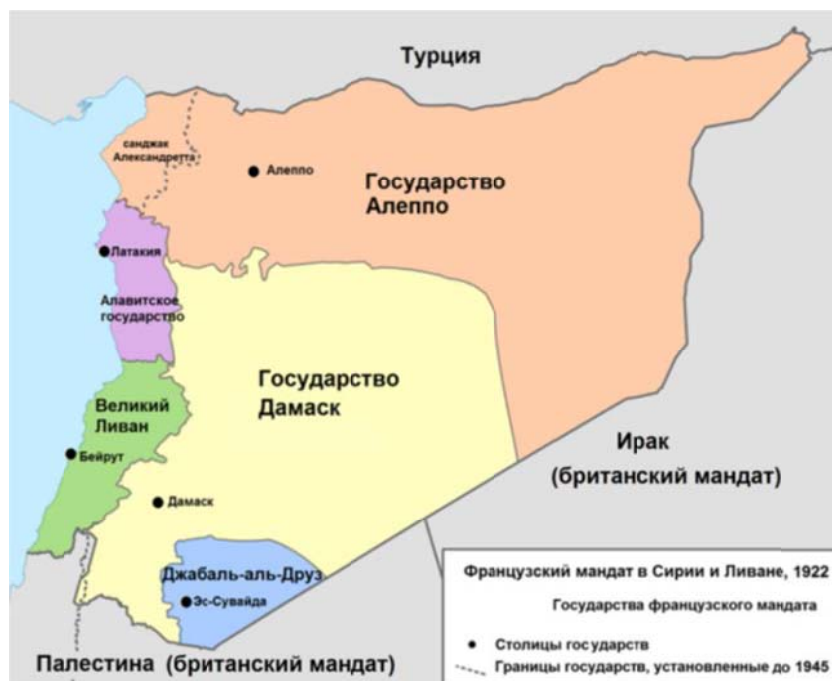 Турция
санджак
Александретта
Алеппо
Государство
Алеппо
Латакия
Алавитское
государство
Государство
Дамаск
Великий
Ливан
Бейрут
Ирак
(британский мандат)
Дамаск
Джабаль-аль-Друз
Эс-Сувайда
Палестина (британский мандат)
Французский мандат в Сирии и Ливане, 1922
Государства французского мандата
Столицы государств
Границы государств, установленные до 1945